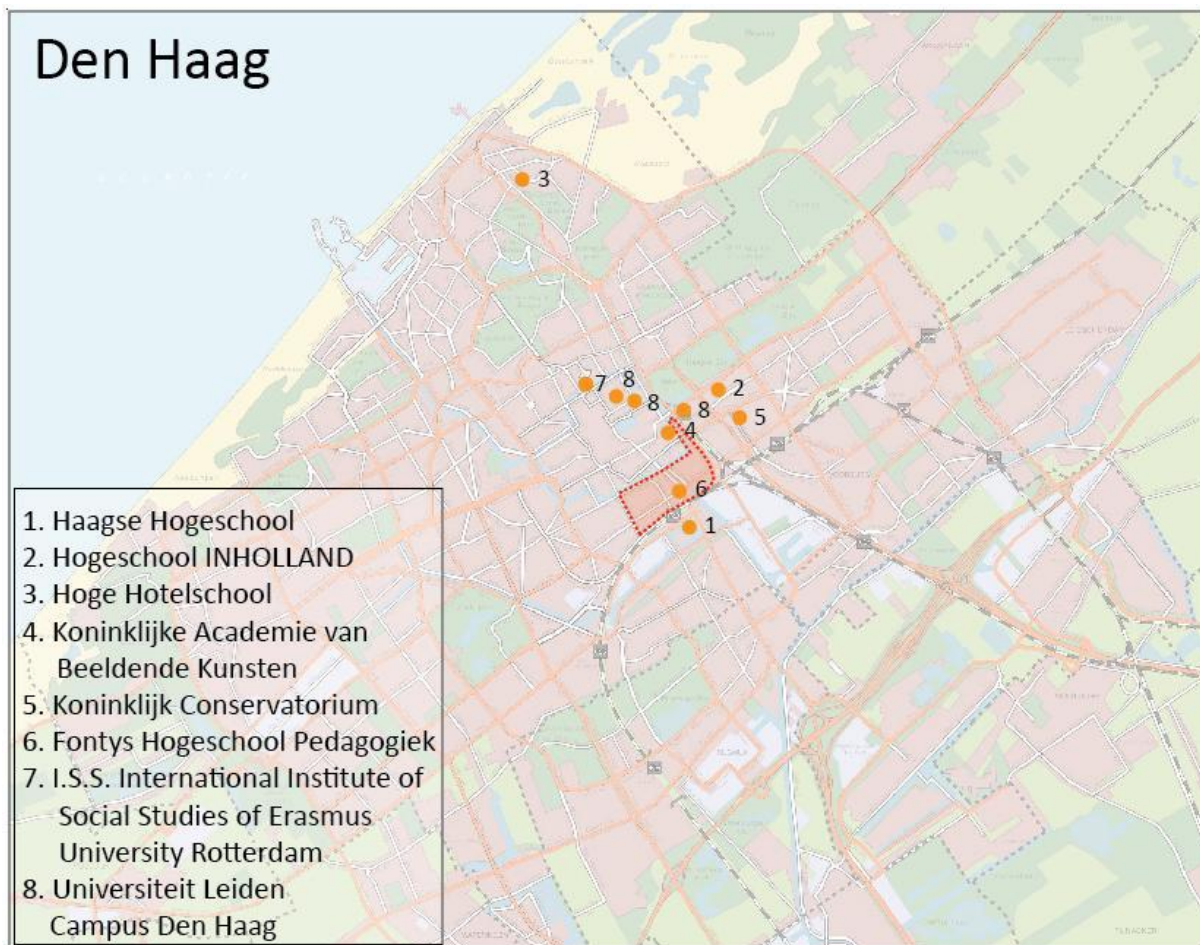 Den Haag
3
7
8
8
8
2
5
4
6
1
1. Haagse Hogeschool
2. Hogeschool INHOLLAND
3. Hoge Hotelschool
4. Koninklijke Academie van
Beeldende Kunsten
5. Koninklijk Conservatorium
6. Fontys Hogeschool Pedagogiek
7. I.S.S. International Institute of
Social Studies of Erasmus
University Rotterdam
8. Universiteit Leiden
Campus Den Haag